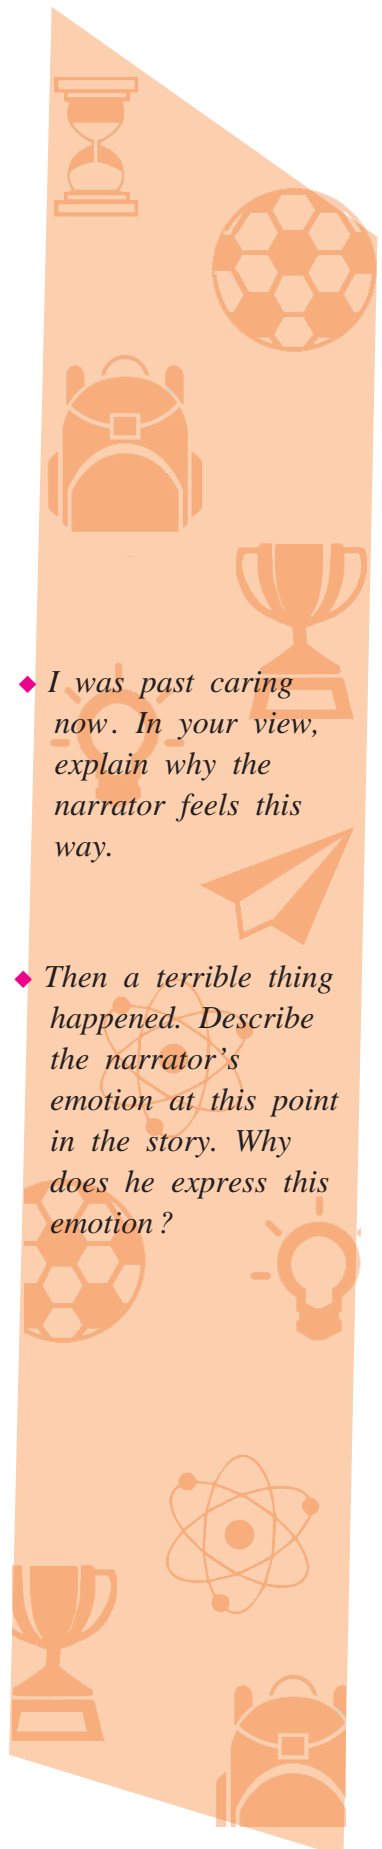 ◆ I was past caring
now. In your view,
explain why the
narrator feels this
way.
◆ Then a terrible thing
happened. Describe
the narrator's
emotion at this point
in the story. Why
does he express this
emotion?